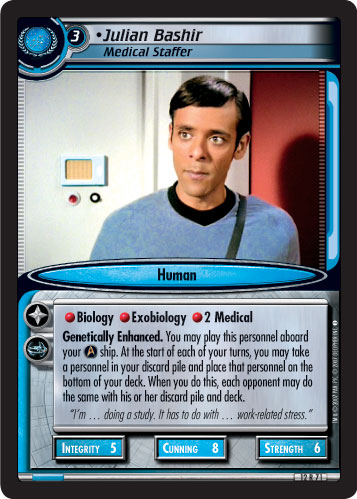 3
•Julian Bashir
Medical Staffer
Human
•Biology •Exobiology •2 Medical
Genetically Enhanced. You may play this personnel aboard
your A ship. At the start of each of your turns, you may take
a personnel in your discard pile and place that personnel on
the bottom of your deck. When you do this, each opponent may do
the same with his or her discard pile and deck.
"I'm ... doing a study. It has to do with ... work-related stress."
INTEGRITY 5 CUNNING 8 STRENGTH 6
12 R 71